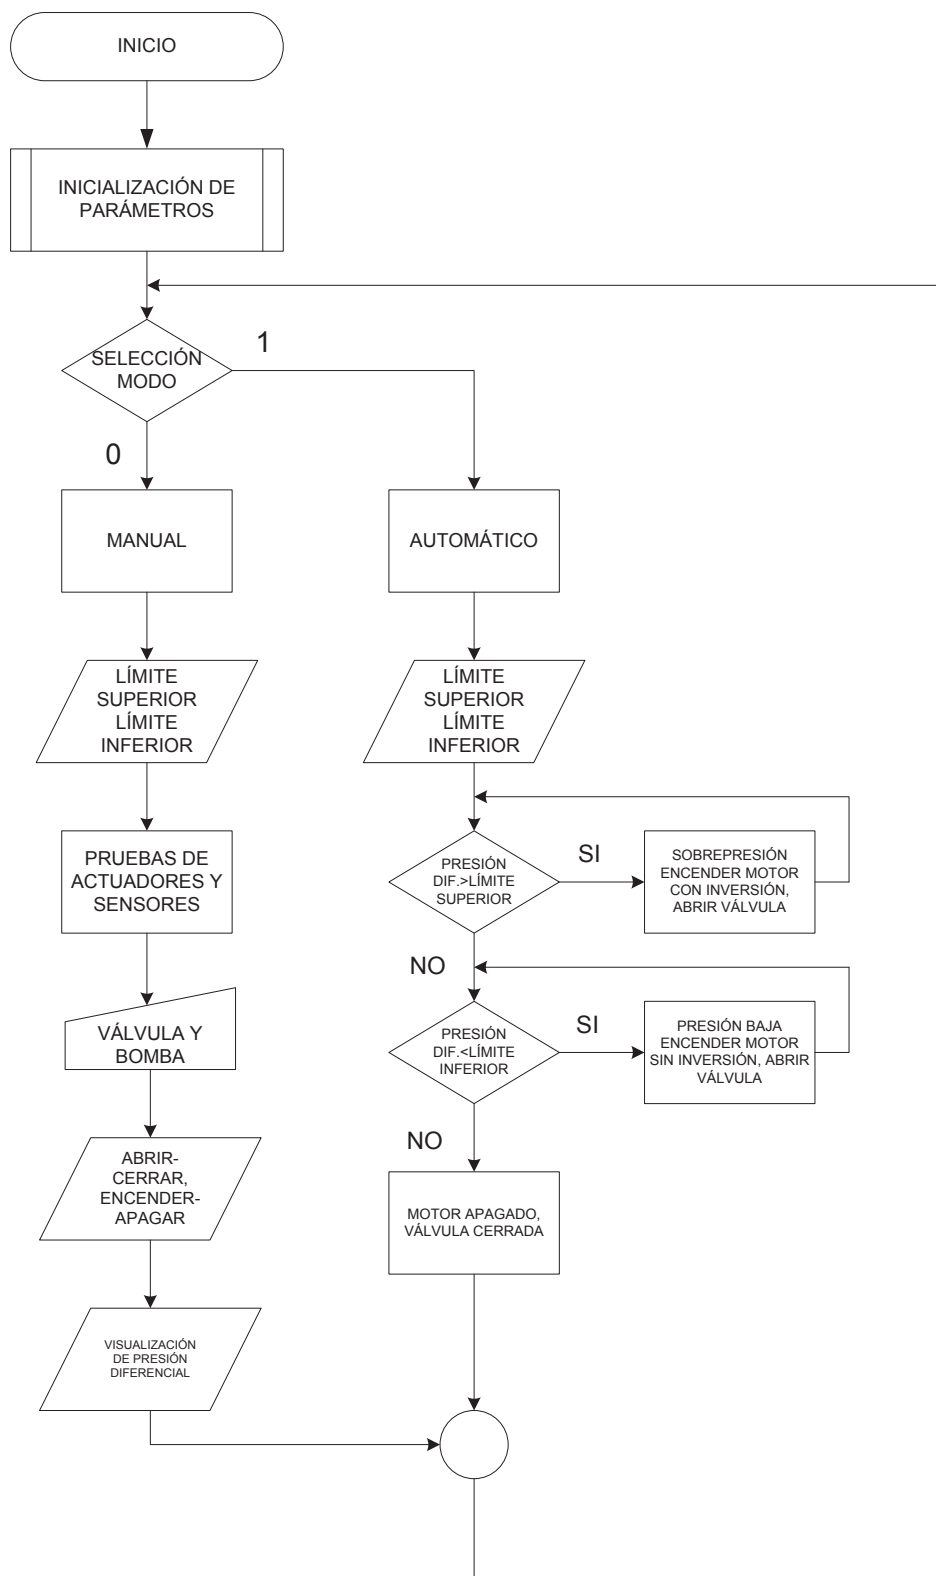 INICIO
INICIALIZACIÓN DE
PARÁMETROS
SELECCIÓN
MODO
1
0
MANUAL
AUTOMÁTICO
LÍMITE
SUPERIOR
LÍMITE
INFERIOR
LÍMITE
SUPERIOR
LÍMITE
INFERIOR
PRUEBAS DE
ACTUADORES Y
SENSORES
PRESIÓN
DIF.>LÍMITE
SUPERIOR
SI
SOBREPRESIÓN
ENCENDER MOTOR
CON INVERSIÓN,
ABRIR VÁLVULA
NO
VÁLVULA Y
BOMBA
PRESIÓN
DIF.<LÍMITE
INFERIOR
SI
PRESIÓN BAJA
ENCENDER MOTOR
SIN INVERSIÓN, ABRIR
VÁLVULA
NO
ABRIR-
CERRAR,
ENCENDER-
APAGAR
MOTOR APAGADO,
VÁLVULA CERRADA
VISUALIZACIÓN
DE PRESIÓN
DIFERENCIAL